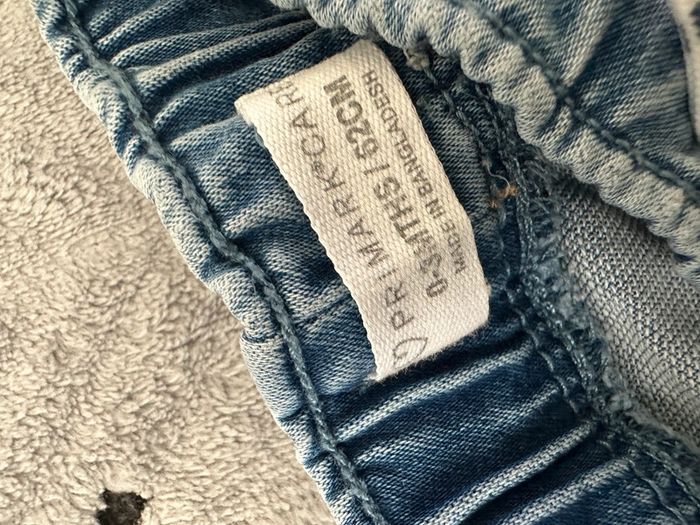 PRIMARK CARE
0-3MTHS / 62CM
MADE IN BANGLADESH